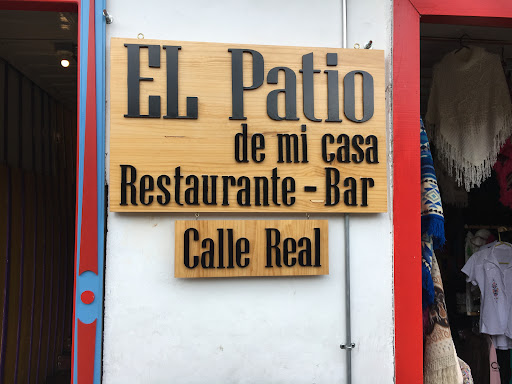 EL Patio
de mi casa
Restaurante - Bar
Calle Real